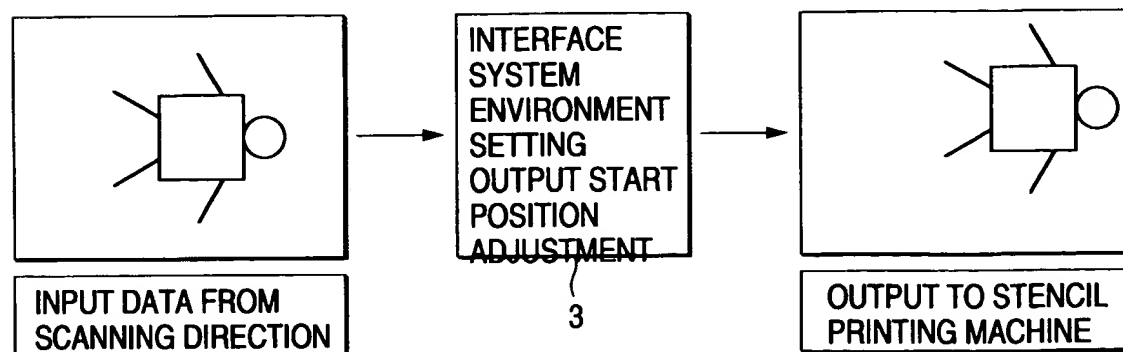 INTERFACE
SYSTEM
ENVIRONMENT
SETTING
OUTPUT START
POSITION
ADJUSTMENT
3
INPUT DATA FROM
SCANNING DIRECTION
OUTPUT TO STENCIL
PRINTING MACHINE